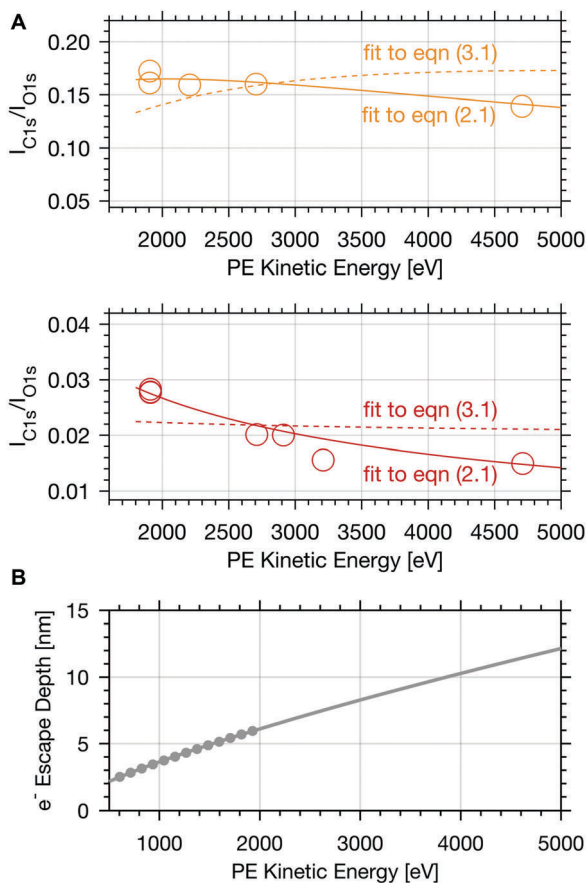 A
I_C1s/I_O1s
0.20
0.15
0.10
0.05
fit to eqn (3.1)
fit to eqn (2.1)
2000 2500 3000 3500 4000 4500 5000
PE Kinetic Energy [eV]
I_C1s/I_O1s
0.04
0.03
0.02
0.01
fit to eqn (3.1)
fit to eqn (2.1)
2000 2500 3000 3500 4000 4500 5000
PE Kinetic Energy [eV]
B
e⁻ Escape Depth [nm]
15
10
5
0
1000 2000 3000 4000 5000
PE Kinetic Energy [eV]